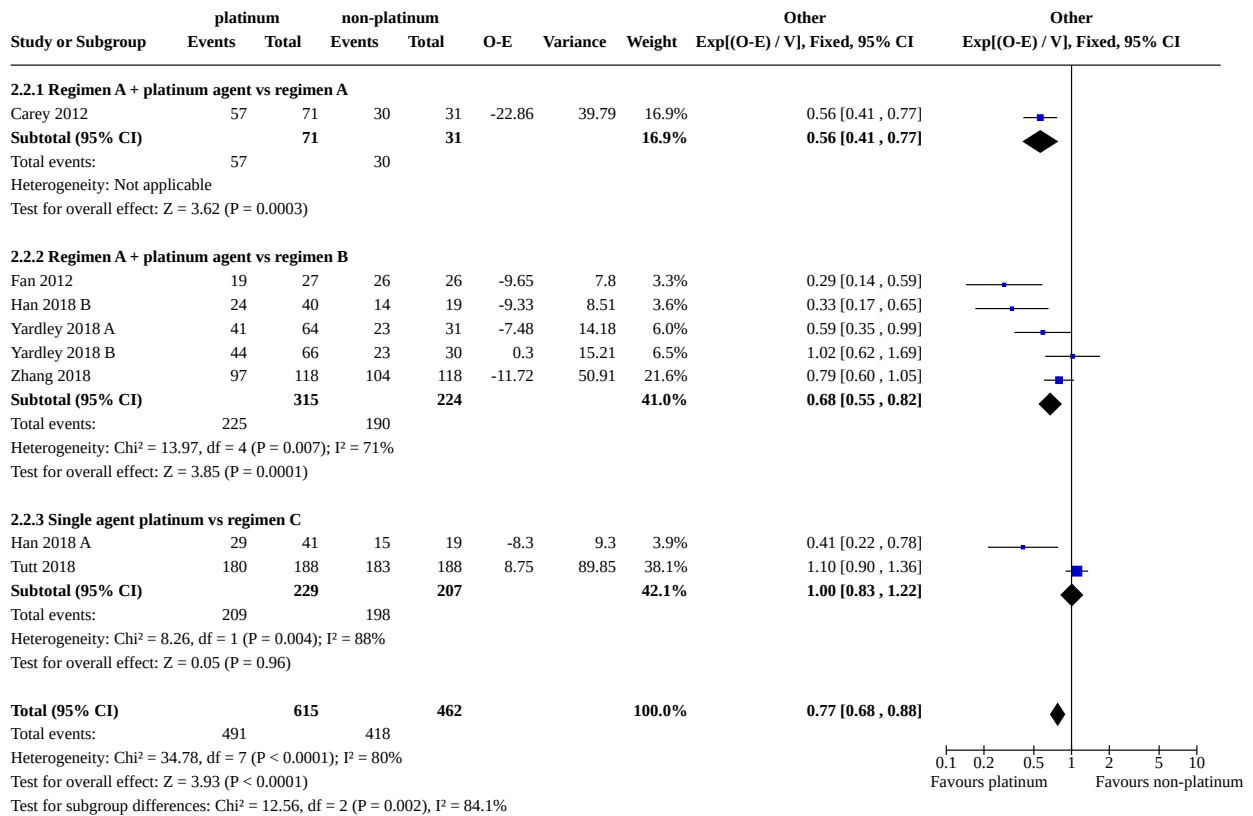 platinum non-platinum Other Other
Study or Subgroup Events Total Events Total O-E Variance Weight Exp[(O-E) / V], Fixed, 95% CI Exp[(O-E) / V], Fixed, 95% CI
2.2.1 Regimen A + platinum agent vs regimen A
Carey 2012 57 71 30 31 -22.86 39.79 16.9% 0.56 [0.41 , 0.77]
Subtotal (95% CI) 71 31 16.9% 0.56 [0.41 , 0.77]
Total events: 57 30
Heterogeneity: Not applicable
Test for overall effect: Z = 3.62 (P = 0.0003)
2.2.2 Regimen A + platinum agent vs regimen B
Fan 2012 19 27 26 26 -9.65 7.8 3.3% 0.29 [0.14 , 0.59]
Han 2018 B 24 40 14 19 -9.33 8.51 3.6% 0.33 [0.17 , 0.65]
Yardley 2018 A 41 64 23 31 -7.48 14.18 6.0% 0.59 [0.35 , 0.99]
Yardley 2018 B 44 66 23 30 0.3 15.21 6.5% 1.02 [0.62 , 1.69]
Zhang 2018 97 118 104 118 -11.72 50.91 21.6% 0.79 [0.60 , 1.05]
Subtotal (95% CI) 315 224 41.0% 0.68 [0.55 , 0.82]
Total events: 225 190
Heterogeneity: Chi² = 13.97, df = 4 (P = 0.007); I² = 71%
Test for overall effect: Z = 3.85 (P = 0.0001)
2.2.3 Single agent platinum vs regimen C
Han 2018 A 29 41 15 19 -8.3 9.3 3.9% 0.41 [0.22 , 0.78]
Tutt 2018 180 188 183 188 8.75 89.85 38.1% 1.10 [0.90 , 1.36]
Subtotal (95% CI) 229 207 42.1% 1.00 [0.83 , 1.22]
Total events: 209 198
Heterogeneity: Chi² = 8.26, df = 1 (P = 0.004); I² = 88%
Test for overall effect: Z = 0.05 (P = 0.96)
Total (95% CI) 615 462 100.0% 0.77 [0.68 , 0.88]
Total events: 491 418
Heterogeneity: Chi² = 34.78, df = 7 (P < 0.0001); I² = 80%
0.1 0.2 0.5 1 2 5 10
Test for overall effect: Z = 3.93 (P < 0.0001)
Favours platinum Favours non-platinum
Test for subgroup differences: Chi² = 12.56, df = 2 (P = 0.002), I² = 84.1%